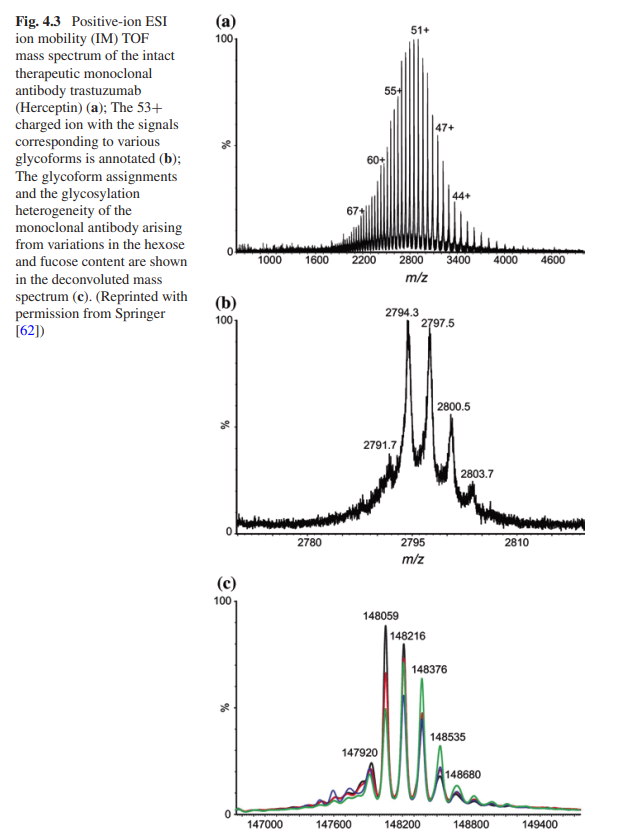 Fig. 4.3 Positive-ion ESI
ion mobility (IM) TOF
mass spectrum of the intact
therapeutic monoclonal
antibody trastuzumab
(Herceptin) (a); The 53+
charged ion with the signals
corresponding to various
glycoforms is annotated (b);
The glycoform assignments
and the glycosylation
heterogeneity of the
monoclonal antibody arising
from variations in the hexose
and fucose content are shown
in the deconvoluted mass
spectrum (c). (Reprinted with
permission from Springer
[62])
(a)
100
%
0
51+
55+
47+
60+
44+
67+
1000 1600 2200 2800 3400 4000 4600
m/z
(b)
100
%
0
2794.3
2797.5
2800.5
2791.7
2803.7
2780 2795 2810
m/z
(c)
100
%
0
148059
148216
148376
148535
147920
148680
147000 147600 148200 148800 149400